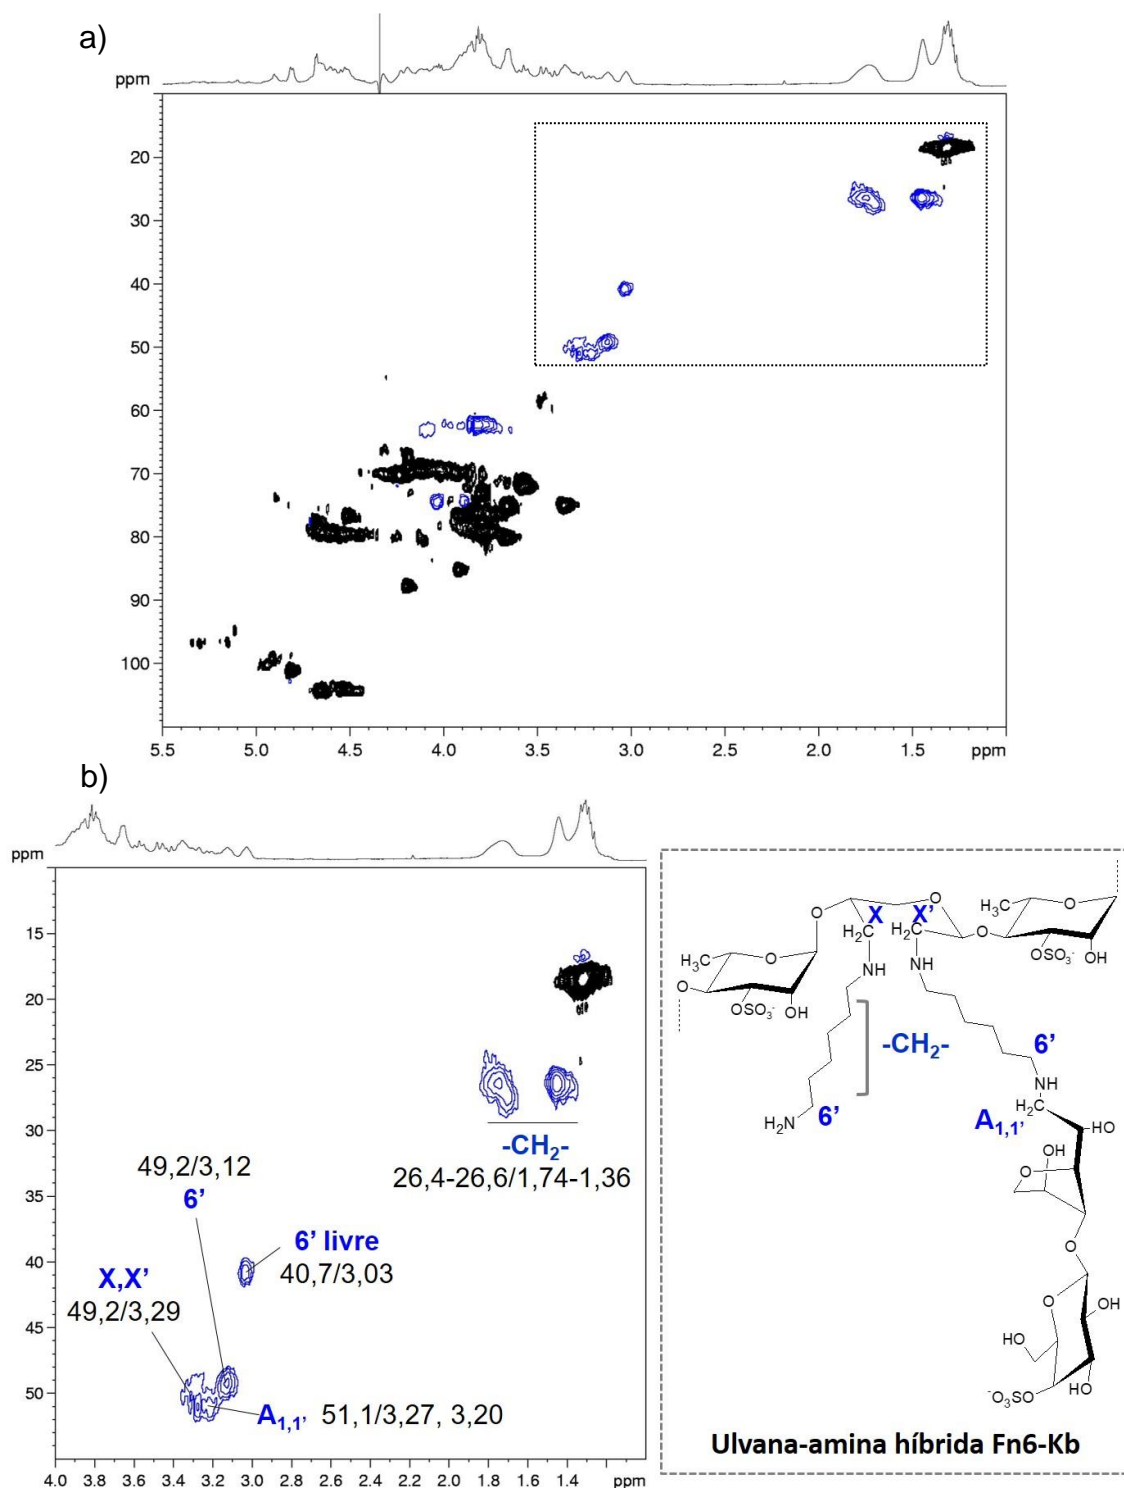 a)
ppm
20
30
40
50
60
70
80
90
100
5.5 5.0 4.5 4.0 3.5 3.0 2.0 1.5 ppm
b)
ppm
15
20
25
30
35
40
45
50
4.0 3.8 3.6 3.4 3.2 3.0 2.8 2.6 2.4 2.2 2.0 1.8 1.6 1.4 ppm
-CH2-
26,4-26,6/1,74-1,36
49,2/3,12
6’
6’ livre
40,7/3,03
X,X’
49,2/3,29
A1,1’ 51,1/3,27, 3,20
O
H3C
O
O
X
X’
O
H2C
H2C
O
H3C
O
OSO3-
OH
O
OSO3-
OH
NH
NH
-CH2-
6’
H2N
6’
NH
H2C
A1,1’
HO
OH
O
O
O
OH
HO
-O3SO
HO
OH
Ulvana-amina híbrida Fn6-Kb